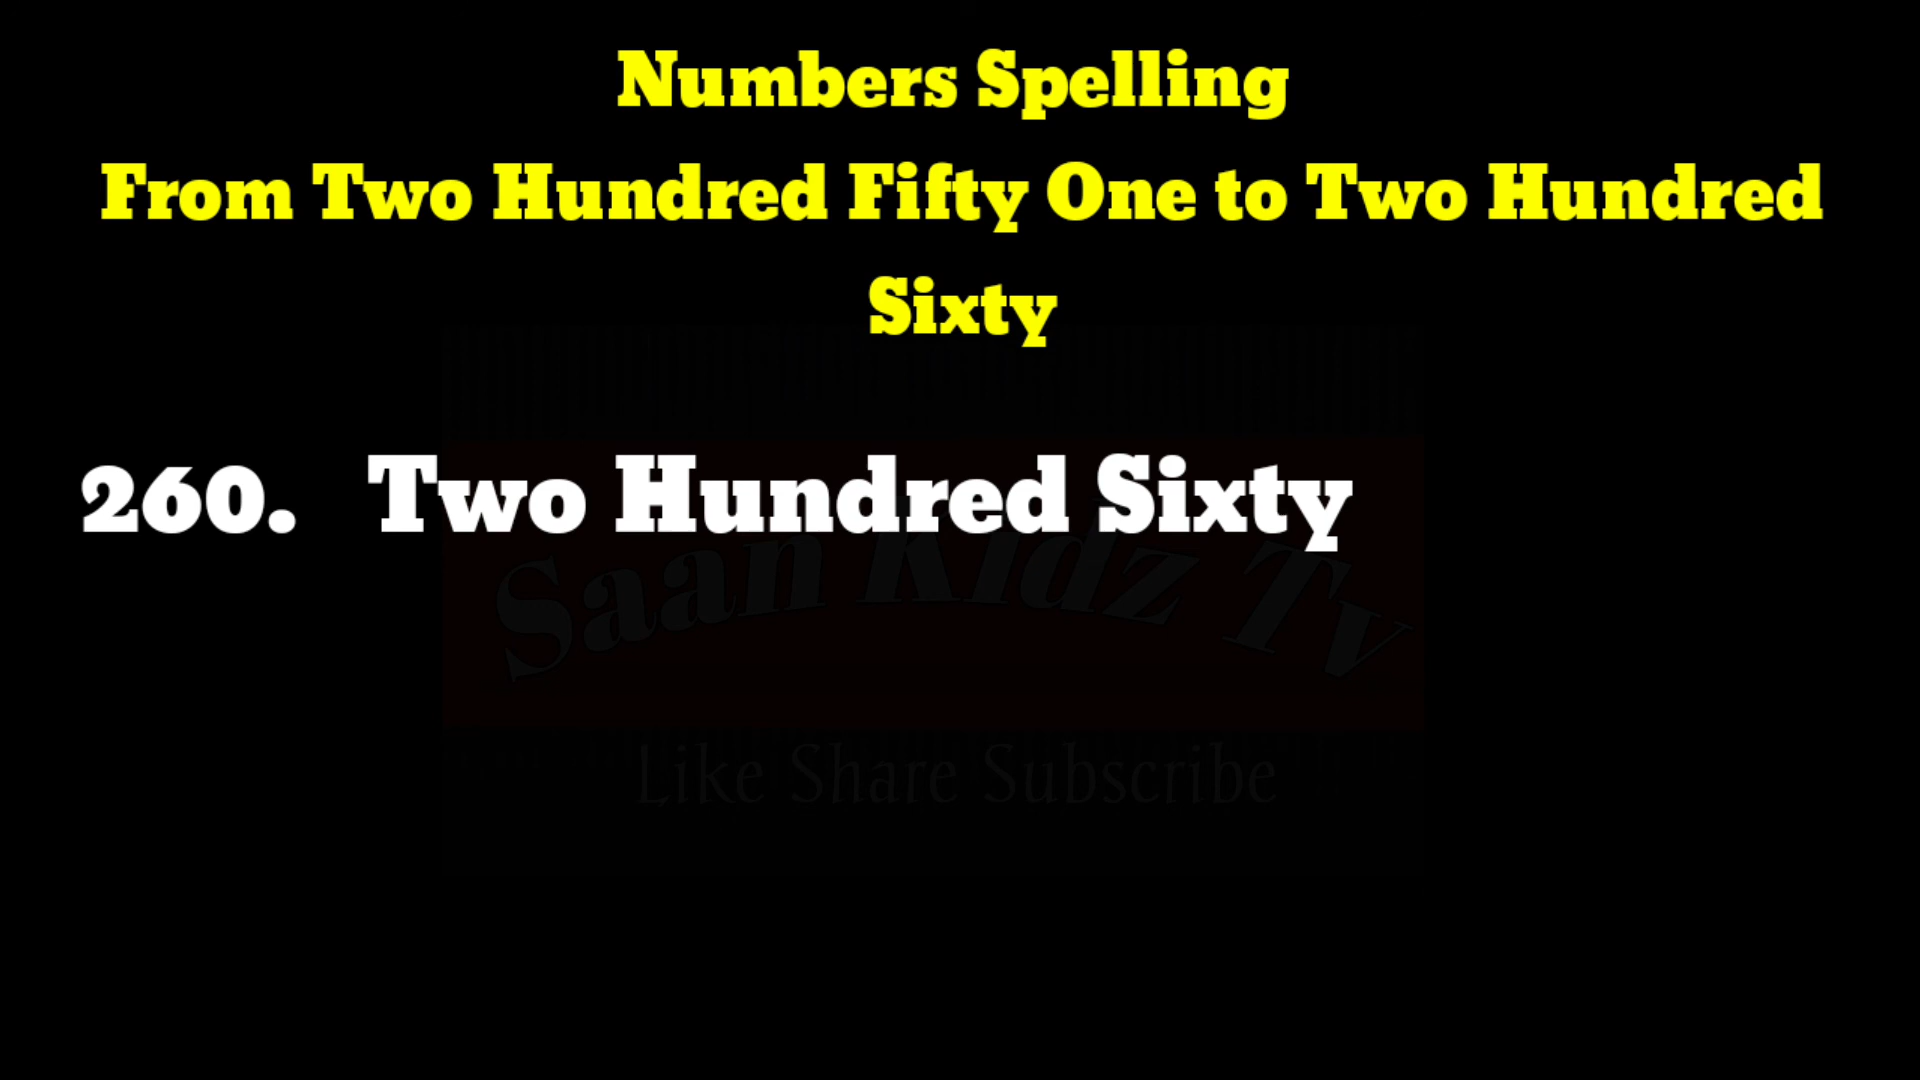 Numbers Spelling
From Two Hundred Fifty One to Two Hundred
Sixty
260. Two Hundred Sixty
Saan Kidz Tv
Like Share Subscribe